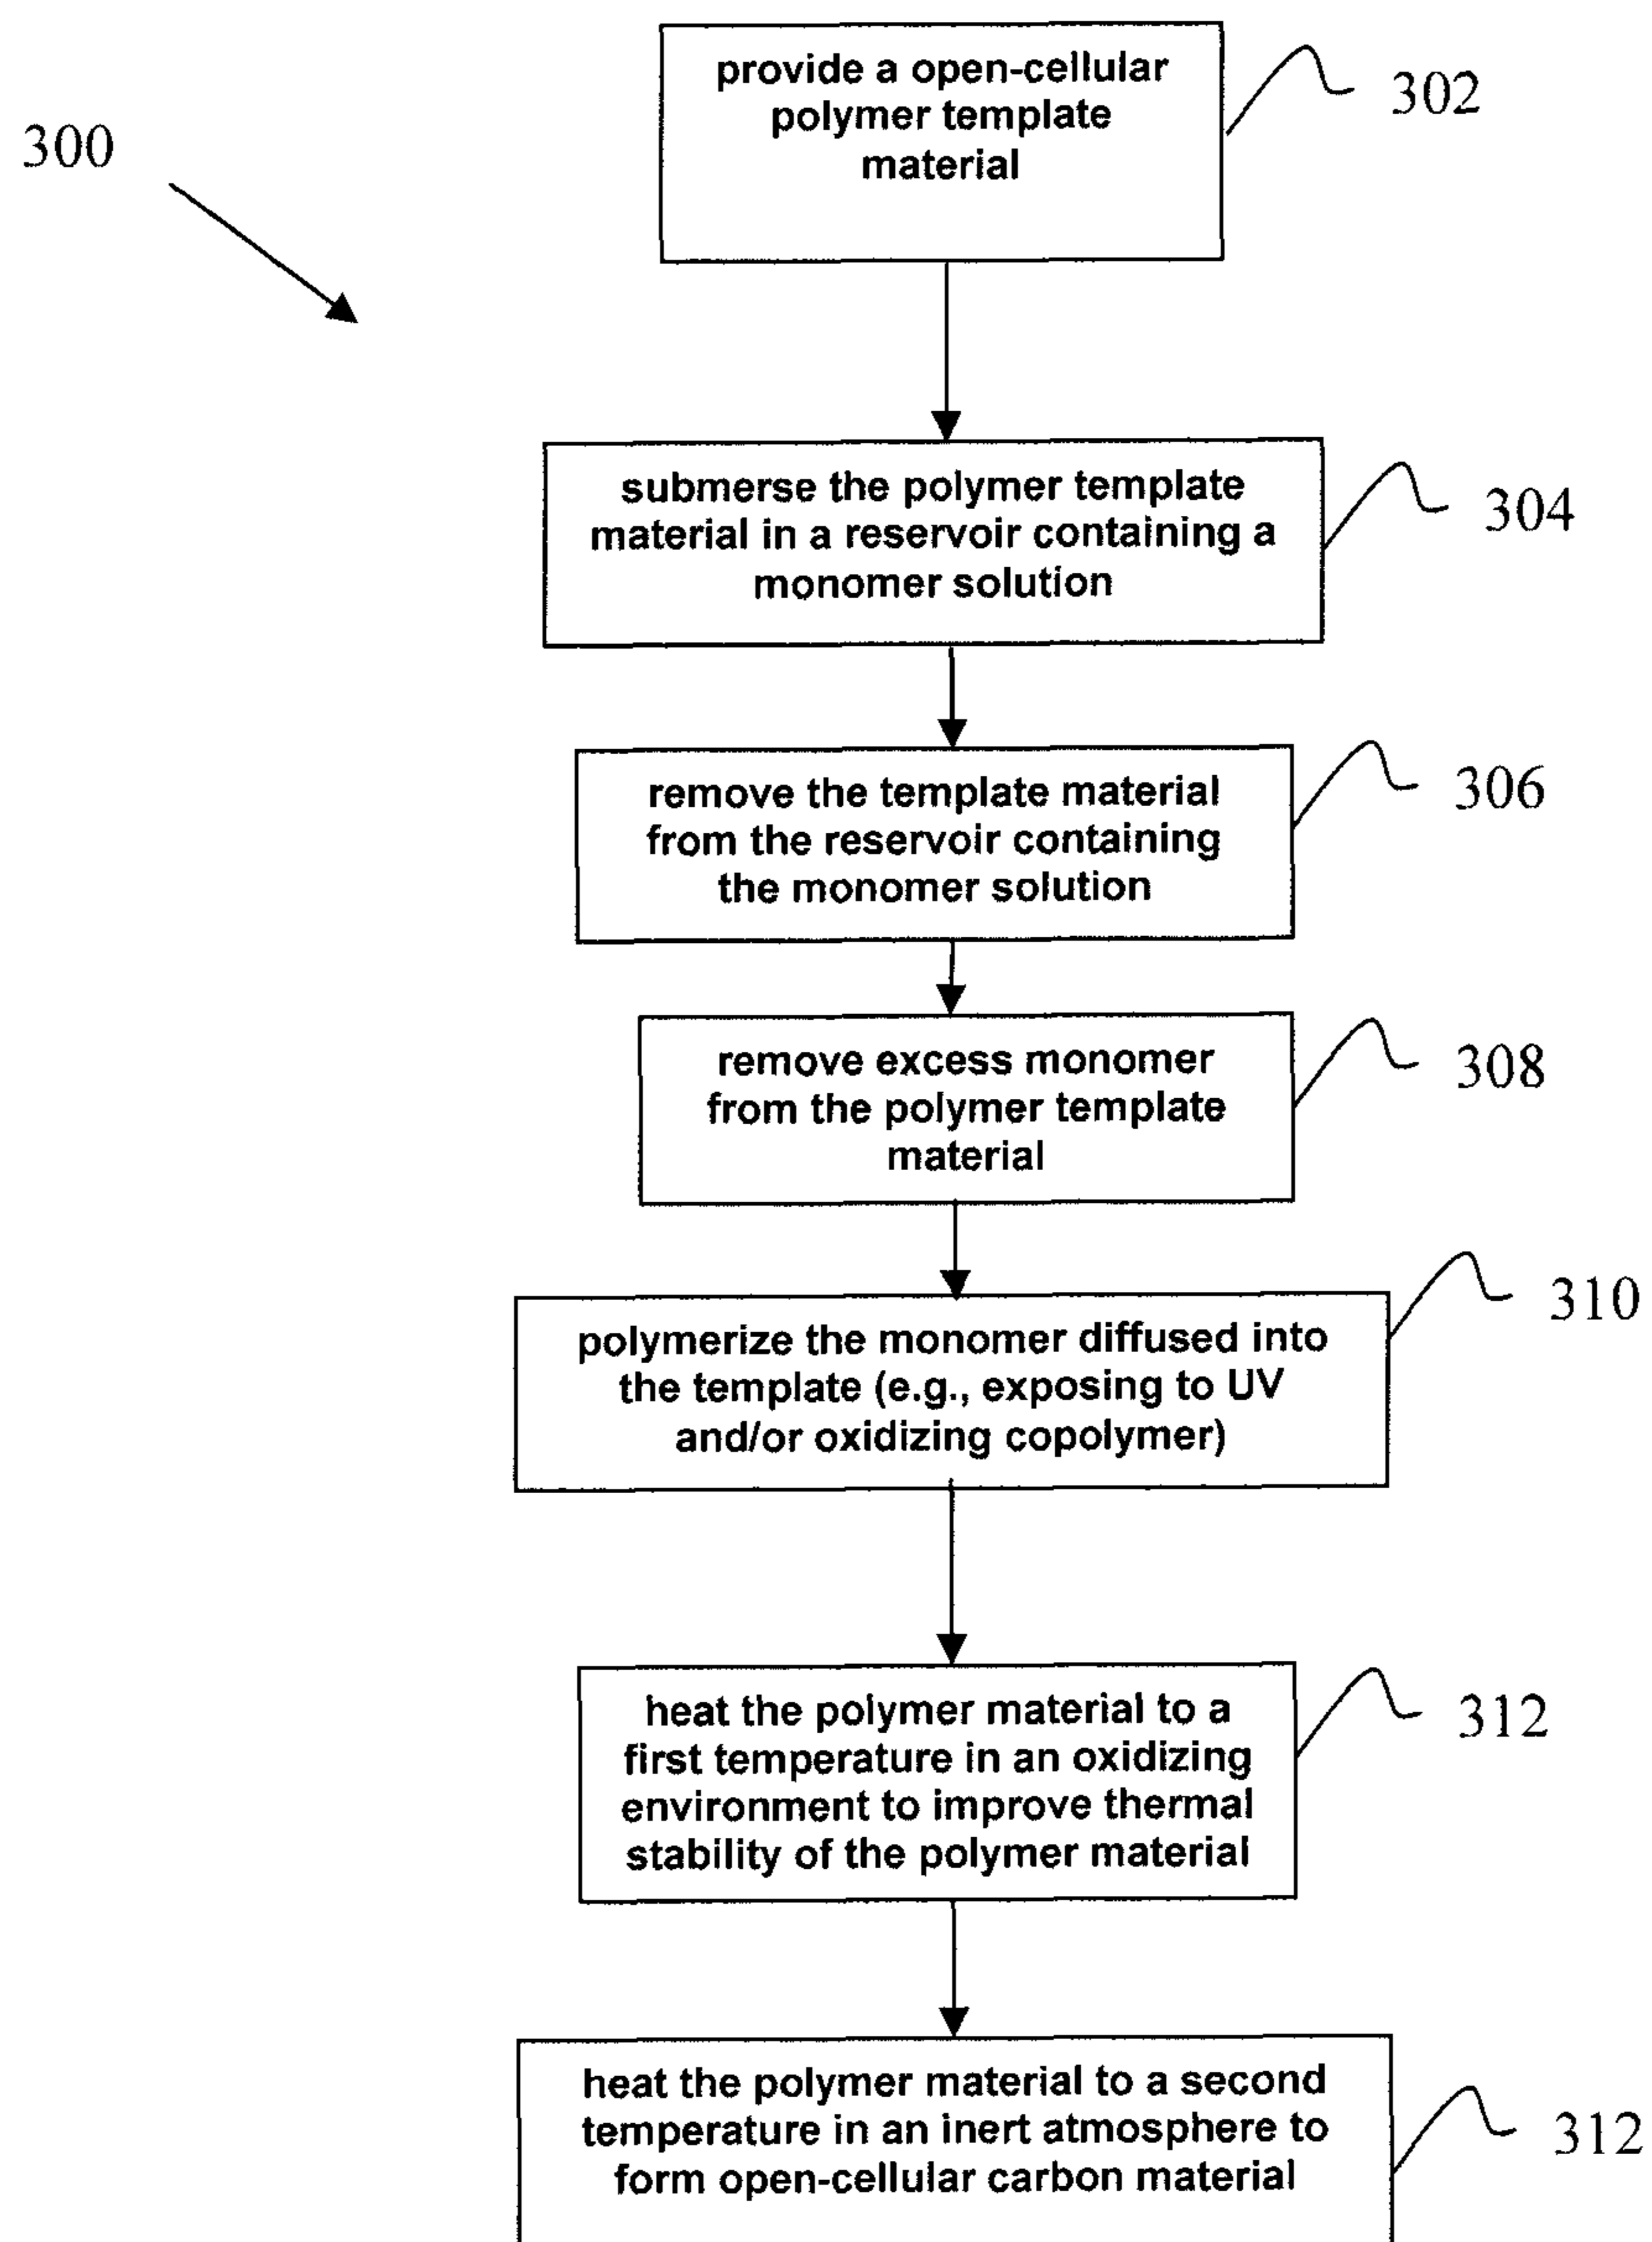 300
provide a open-cellular
polymer template
material
302
submerse the polymer template
material in a reservoir containing a
monomer solution
304
remove the template material
from the reservoir containing
the monomer solution
306
remove excess monomer
from the polymer template
material
308
polymerize the monomer diffused into
the template (e.g., exposing to UV
and/or oxidizing copolymer)
310
heat the polymer material to a
first temperature in an oxidizing
environment to improve thermal
stability of the polymer material
312
heat the polymer material to a second
temperature in an inert atmosphere to
form open-cellular carbon material
312